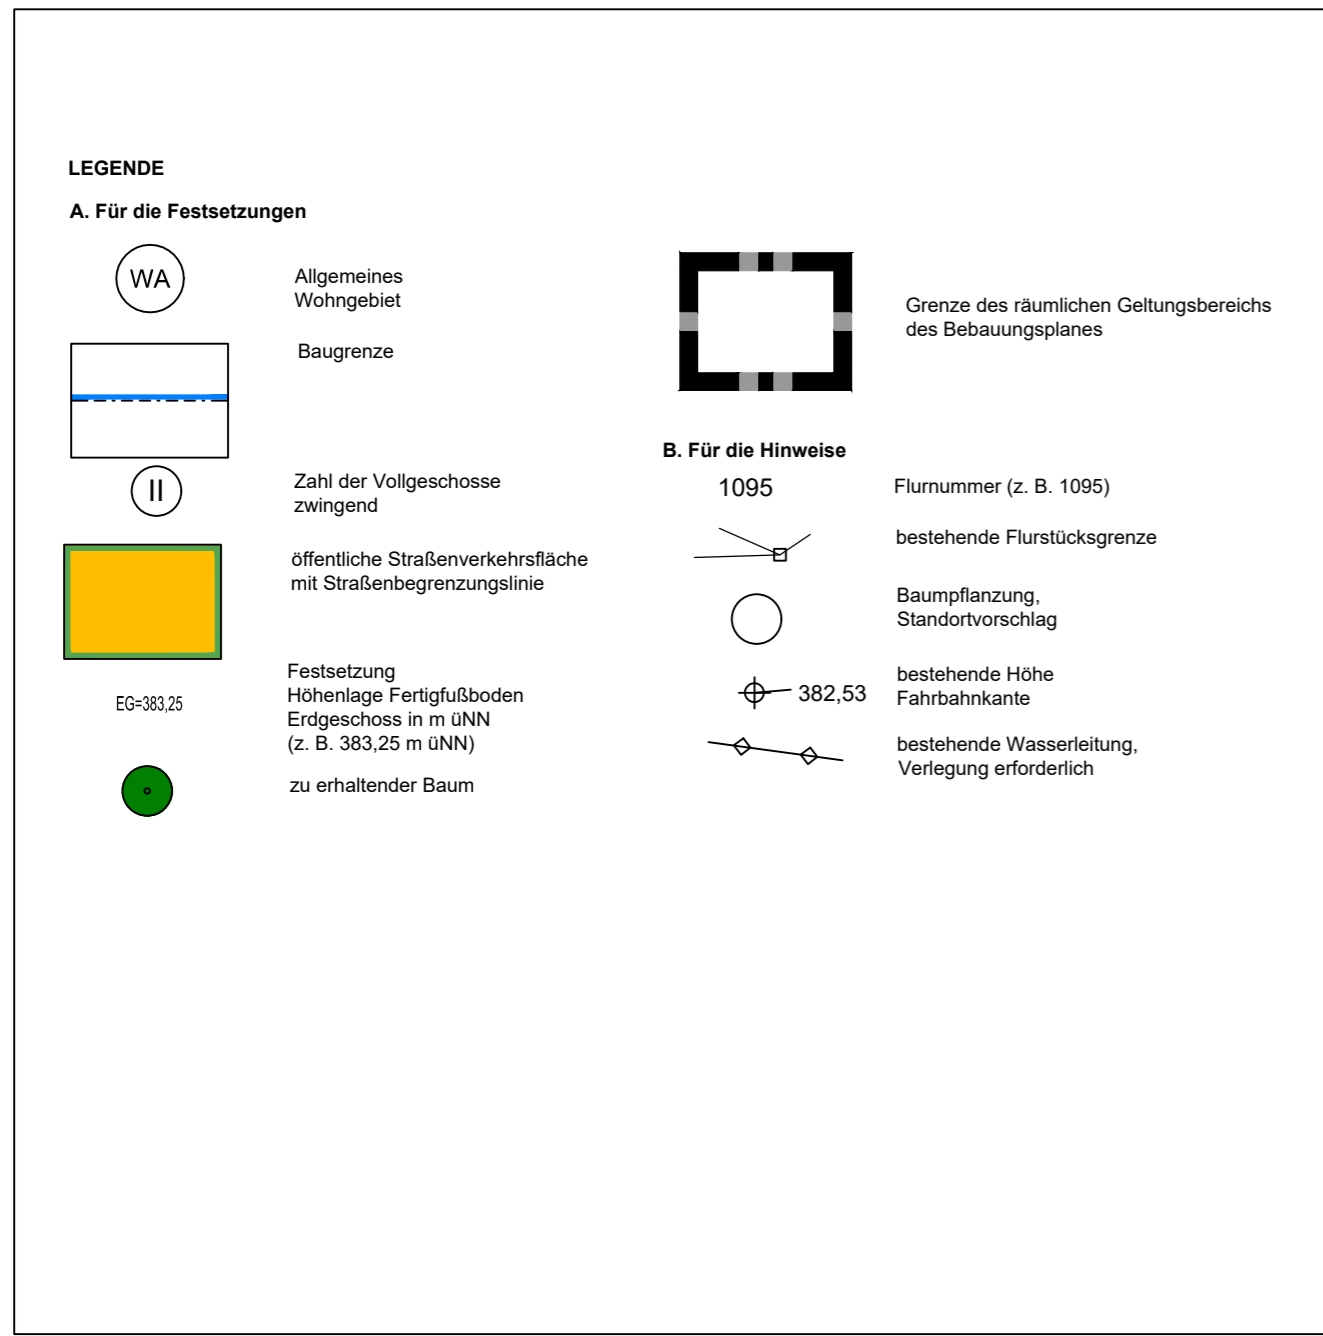 LEGENDE
A. Für die Festsetzungen
WA
Allgemeines
Wohngebiet
Baugrenze
II
Zahl der Vollgeschosse
zwingend
öffentliche Straßenverkehrsfläche
mit Straßenbegrenzungslinie
EG=383,25
Festsetzung
Höhenlage Fertigfußboden
Erdgeschoss in m üNN
(z. B. 383,25 m üNN)
zu erhaltender Baum
Grenze des räumlichen Geltungsbereichs
des Bebauungsplanes
B. Für die Hinweise
1095
Flurnummer (z. B. 1095)
bestehende Flurstücksgrenze
Baumpflanzung,
Standortvorschlag
382,53
bestehende Höhe
Fahrbahnkante
bestehende Wasserleitung,
Verlegung erforderlich